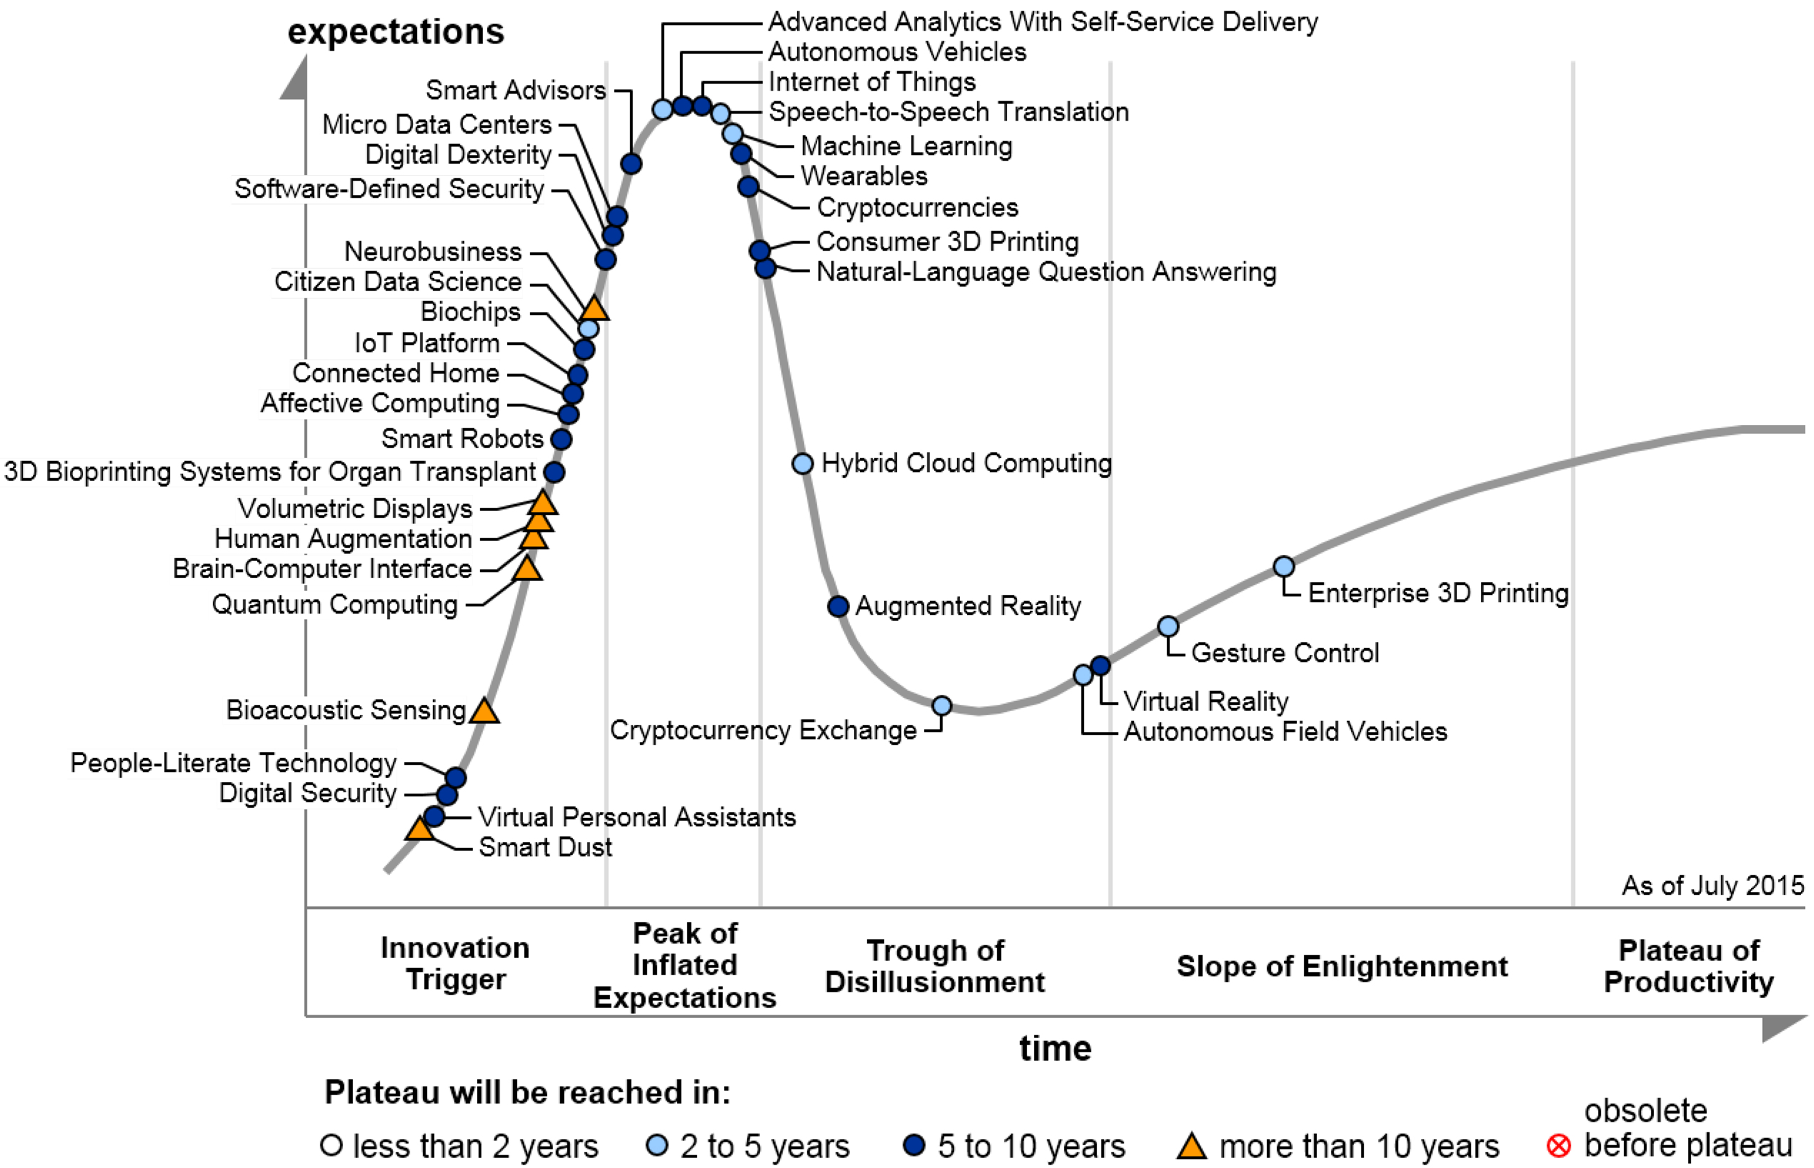 expectations
Advanced Analytics With Self-Service Delivery
Autonomous Vehicles
Internet of Things
Speech-to-Speech Translation
Machine Learning
Wearables
Cryptocurrencies
Consumer 3D Printing
Natural-Language Question Answering
Smart Advisors
Micro Data Centers
Digital Dexterity
Software-Defined Security
Neurobusiness
Citizen Data Science
Biochips
IoT Platform
Connected Home
Affective Computing
Smart Robots
3D Bioprinting Systems for Organ Transplant
Volumetric Displays
Human Augmentation
Brain-Computer Interface
Quantum Computing
Bioacoustic Sensing
People-Literate Technology
Digital Security
Virtual Personal Assistants
Smart Dust
Hybrid Cloud Computing
Augmented Reality
Cryptocurrency Exchange
Enterprise 3D Printing
Gesture Control
Virtual Reality
Autonomous Field Vehicles
As of July 2015
Innovation
Trigger
Peak of
Inflated
Expectations
Trough of
Disillusionment
Slope of Enlightenment
Plateau of
Productivity
time
Plateau will be reached in:
less than 2 years
2 to 5 years
5 to 10 years
more than 10 years
obsolete
before plateau